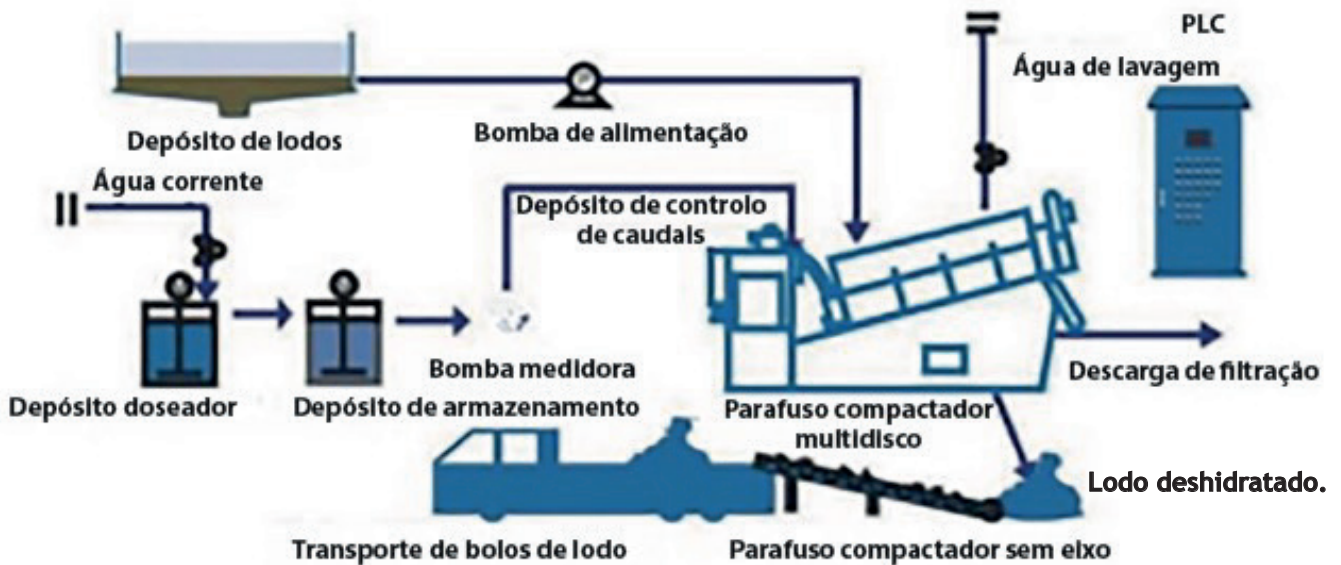 PLC
Água de lavagem
Depósito de lodos
Bomba de alimentação
Água corrente
Depósito de controlo
de caudais
Bomba medidora
Descarga de filtração
Depósito doseador
Depósito de armazenamento
Parafuso compactador
multidisco
Lodo deshidratado.
Transporte de bolos de lodo
Parafuso compactador sem eixo